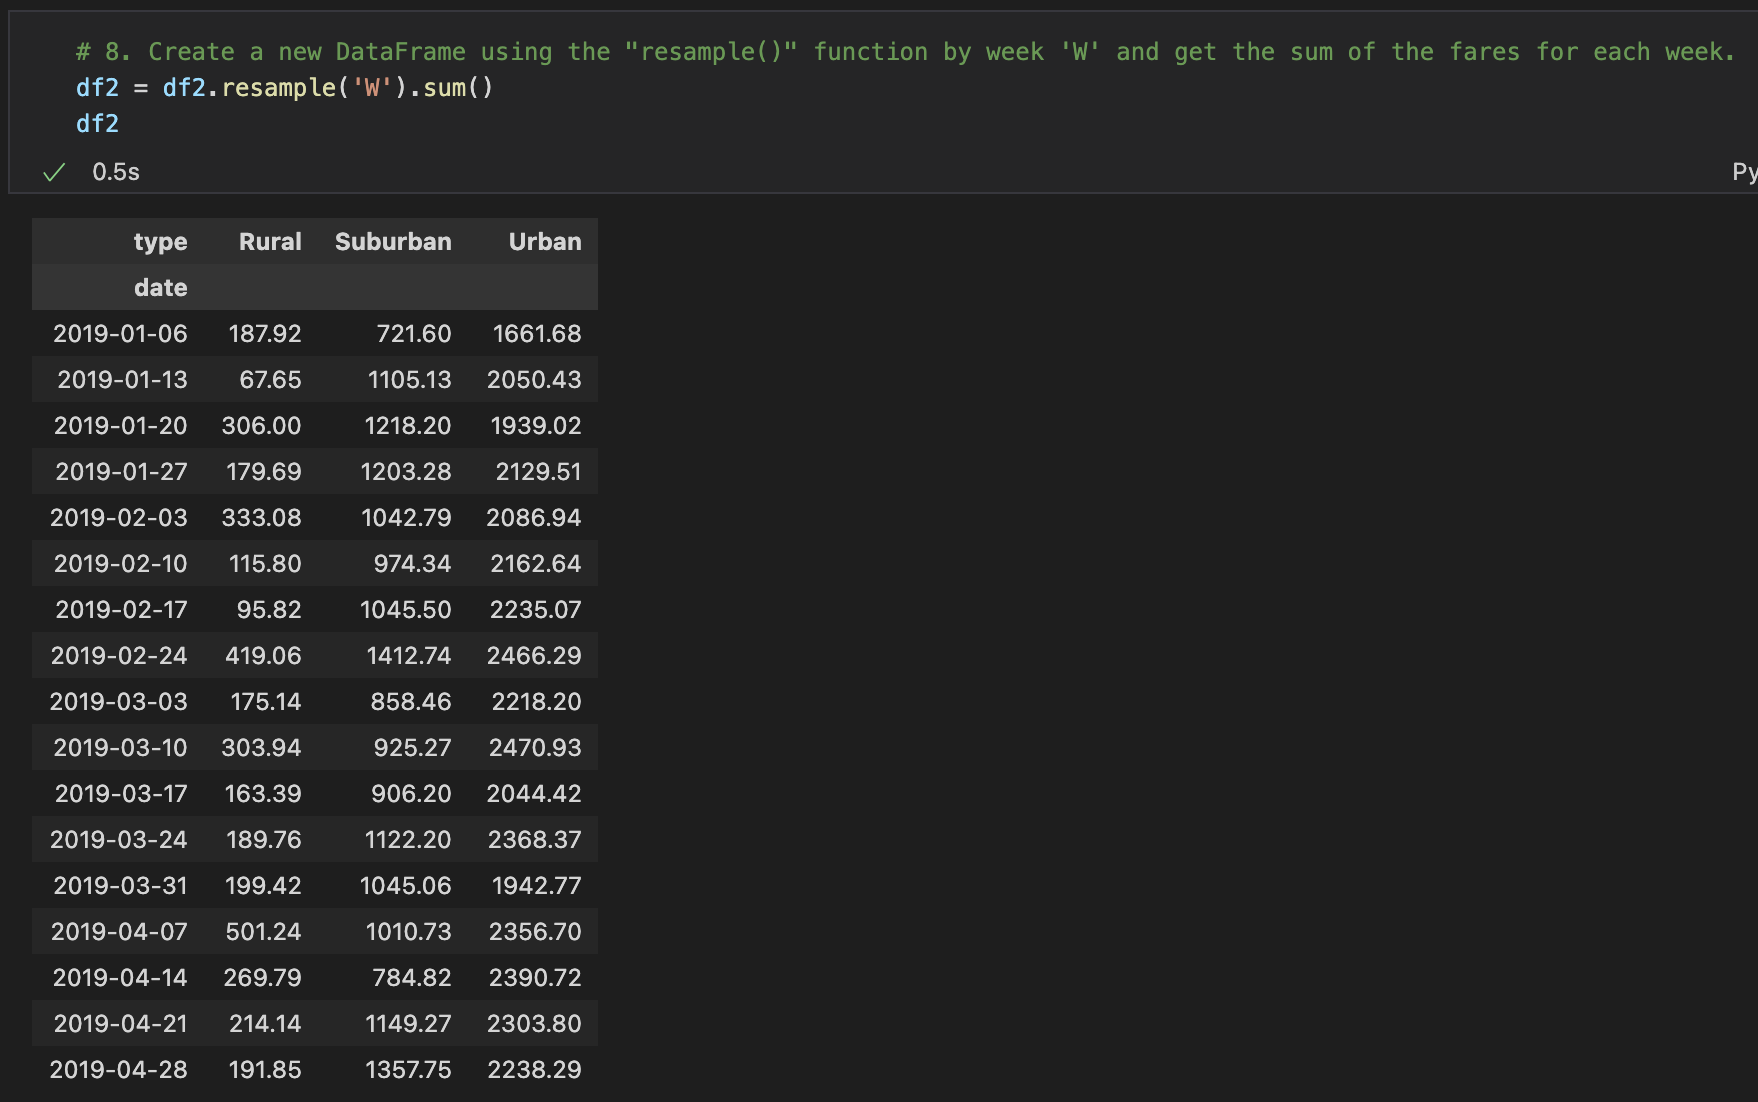 # 8. Create a new DataFrame using the "resample()" function by week 'W' and get the sum of the fares for each week.
df2 = df2.resample('W').sum()
df2
0.5s Py
type Rural Suburban Urban
date
2019-01-06 187.92 721.60 1661.68
2019-01-13 67.65 1105.13 2050.43
2019-01-20 306.00 1218.20 1939.02
2019-01-27 179.69 1203.28 2129.51
2019-02-03 333.08 1042.79 2086.94
2019-02-10 115.80 974.34 2162.64
2019-02-17 95.82 1045.50 2235.07
2019-02-24 419.06 1412.74 2466.29
2019-03-03 175.14 858.46 2218.20
2019-03-10 303.94 925.27 2470.93
2019-03-17 163.39 906.20 2044.42
2019-03-24 189.76 1122.20 2368.37
2019-03-31 199.42 1045.06 1942.77
2019-04-07 501.24 1010.73 2356.70
2019-04-14 269.79 784.82 2390.72
2019-04-21 214.14 1149.27 2303.80
2019-04-28 191.85 1357.75 2238.29